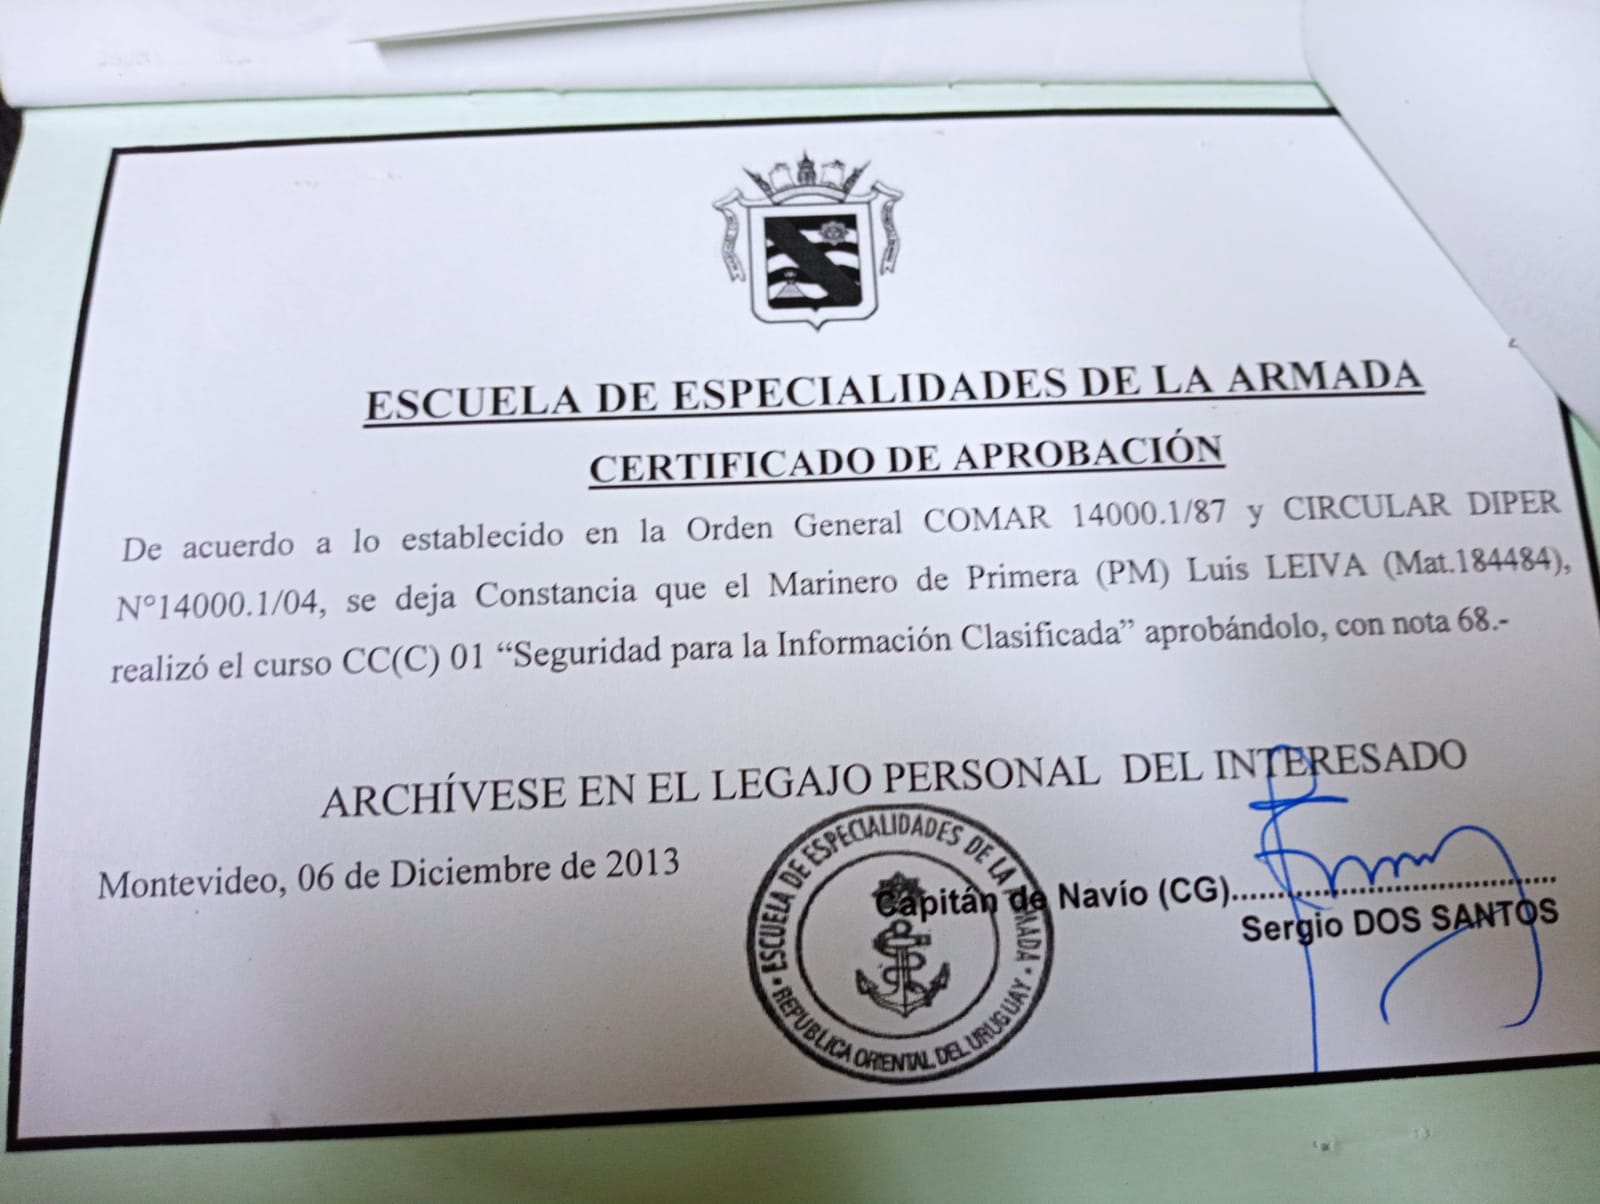 ESCUELA DE ESPECIALIDADES DE LA ARMADA
CERTIFICADO DE APROBACIÓN
De acuerdo a lo establecido en la Orden General COMAR 14000.1/87 y CIRCULAR DIPER
N°14000.1/04, se deja Constancia que el Marinero de Primera (PM) Luis LEIVA (Mat.184484),
realizó el curso CC(C) 01 “Seguridad para la Información Clasificada” aprobándolo, con nota 68.-
ARCHÍVESE EN EL LEGAJO PERSONAL DEL INTERESADO
Montevideo, 06 de Diciembre de 2013
Capitán de Navío (CG)....................................
Sergio DOS SANTOS
ESCUELA DE ESPECIALIDADES DE LA ARMADA
REPUBLICA ORIENTAL DEL URUGUAY